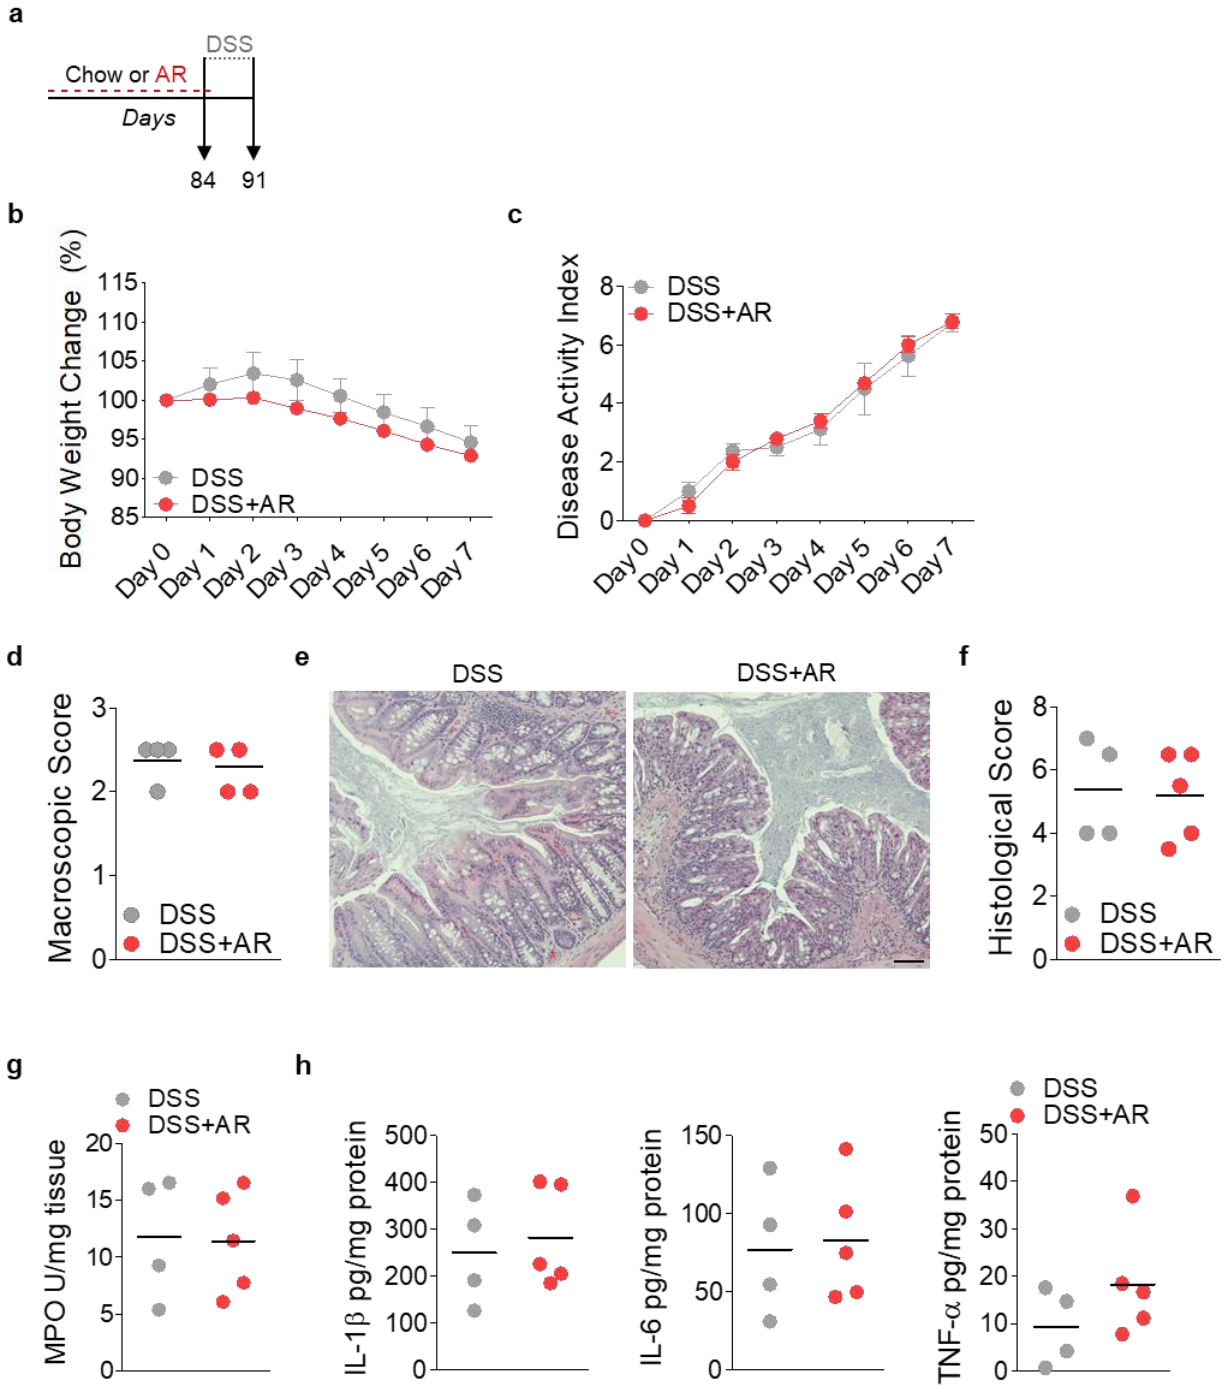 a
DSS
Chow or AR
Days
84 91
b
Body Weight Change (%)
115
110
105
100
95
90
85
DSS
DSS+AR
Day 0 Day 1 Day 2 Day 3 Day 4 Day 5 Day 6 Day 7
c
Disease Activity Index
8
6
4
2
0
DSS
DSS+AR
Day 0 Day 1 Day 2 Day 3 Day 4 Day 5 Day 6 Day 7
d
Macroscopic Score
3
2
1
0
DSS
DSS+AR
e
DSS
DSS+AR
f
Histological Score
8
6
4
2
0
DSS
DSS+AR
g
DSS
DSS+AR
MPO U/mg tissue
20
15
10
5
0
h
IL-1β pg/mg protein
500
400
300
200
100
0
IL-6 pg/mg protein
150
100
50
0
DSS
DSS+AR
TNF-α pg/mg protein
50
40
30
20
10
0